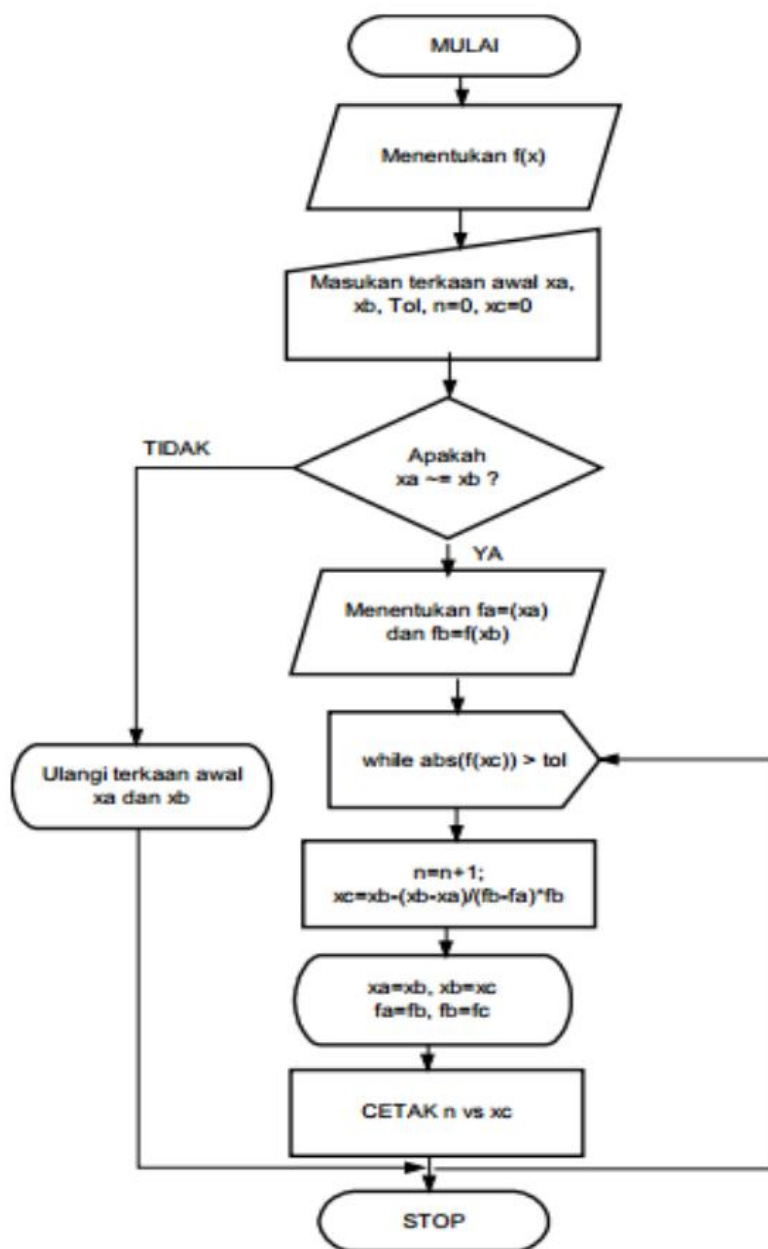 MULAI
Menentukan f(x)
Masukan terkaan awal xa,
xb, Tol, n=0, xc=0
TIDAK
Apakah
xa ~= xb ?
YA
Menentukan fa=(xa)
dan fb=f(xb)
while abs(f(xc)) > tol
Ulangi terkaan awal
xa dan xb
n=n+1;
xc=xb-(xb-xa)/(fb-fa)*fb
xa=xb, xb=xc
fa=fb, fb=fc
CETAK n vs xc
STOP